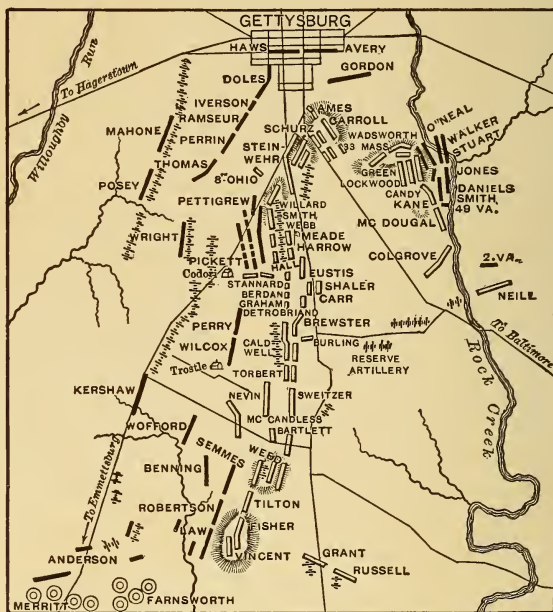 GETTYSBURG
HAWS
AVERY
GORDON
DOLES
Run
Willoughby
To Hagerstown
IVERSON
RAMSEUR
MAHONE
PERRIN
THOMAS
POSEY
SCHURZ
AMES
CARROLL
WADSWORTH
33 MASS
STEIN-
WEHR
8TH OHIO
GREEN
LOCKWOOD
CANDY
KANE
O'NEAL
WALKER
STUART
JONES
DANIELS
SMITH
49 VA.
MC DOUGAL
COLGROVE
2. VA.
NEILL
PETTIGREW
WILLARD
SMITH
WEBB
MEADE
HARROW
HALL
WRIGHT
PICKETT
Codori
EUSTIS
STANNARD
SHALER
BERDAN
GRAHAM
CARR
DETROBRIAND
BREWSTER
PERRY
BURLING
WILCOX
CALD
WELL
RESERVE
ARTILLERY
To Baltimore
Rock Creek
Trostle
TORBERT
KERSHAW
NEVIN
SWEITZER
MC CANDLESS
BARTLETT
WOFFORD
SEMMES
BENNING
TILTON
ROBERTSON
FISHER
LAW
VINCENT
To Emmettsburg
ANDERSON
GRANT
RUSSELL
FARNSWORTH
MERRITT